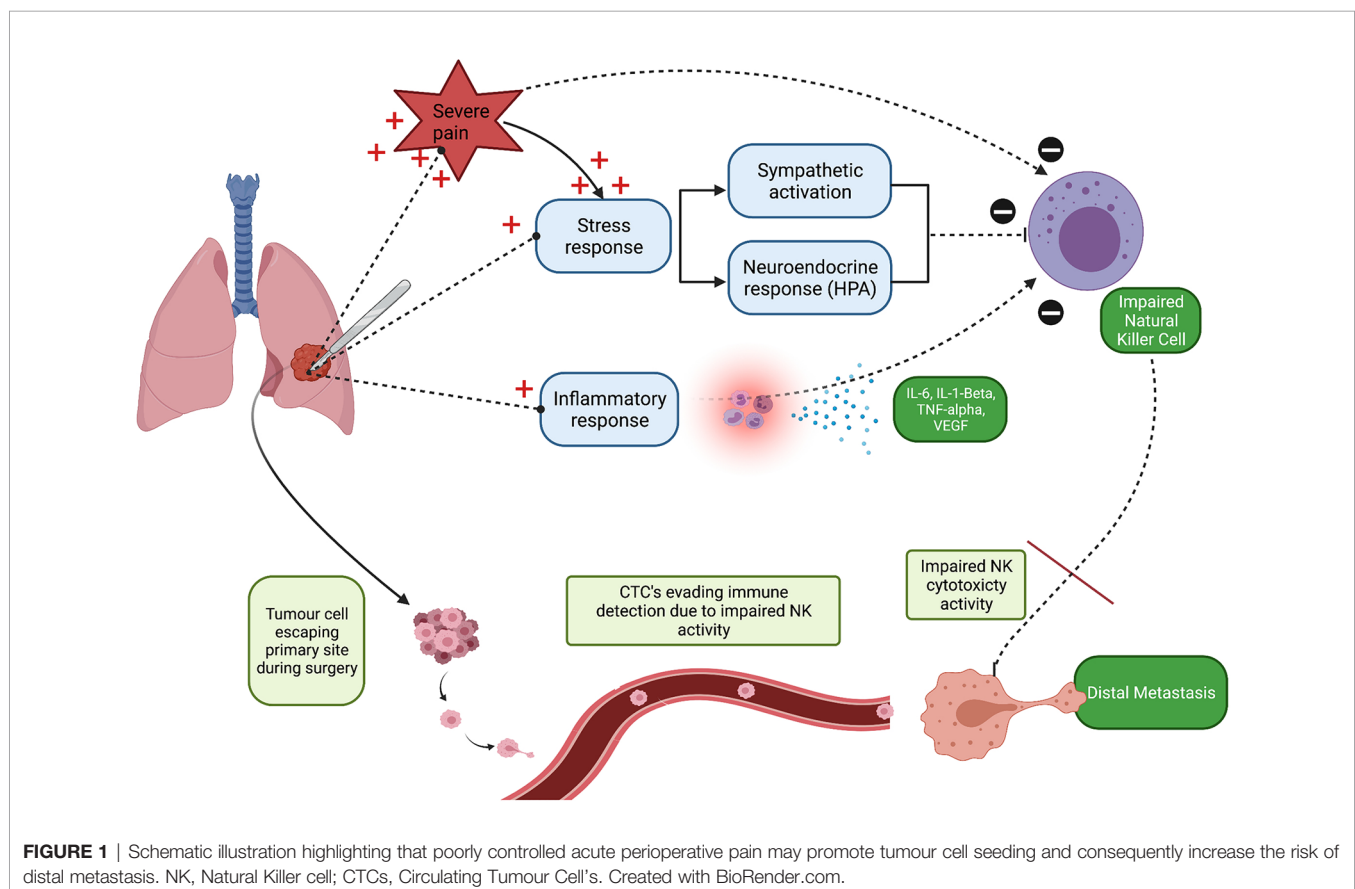 Severe
pain
Stress
response
Sympathetic
activation
Neuroendocrine
response (HPA)
Impaired
Natural
Killer Cell
Inflammatory
response
IL-6, IL-1-Beta,
TNF-alpha,
VEGF
Tumour cell
escaping
primary site
during surgery
CTC's evading immune
detection due to impaired NK
activity
Impaired NK
cytotoxicty
activity
Distal Metastasis
FIGURE 1 | Schematic illustration highlighting that poorly controlled acute perioperative pain may promote tumour cell seeding and consequently increase the risk of
distal metastasis. NK, Natural Killer cell; CTCs, Circulating Tumour Cell's. Created with BioRender.com.